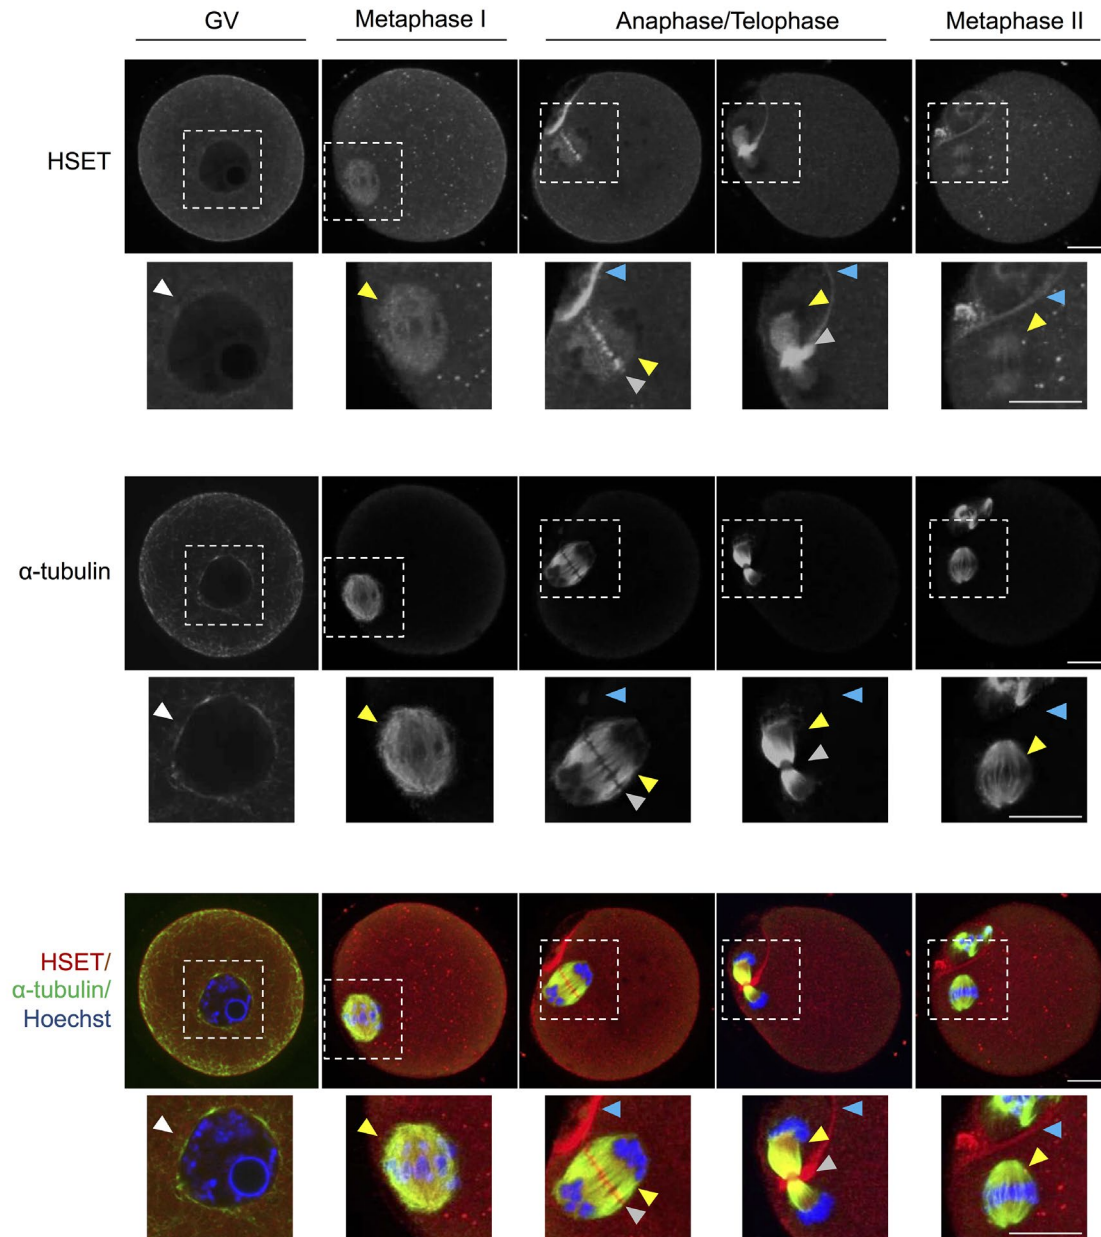 GV
Metaphase I
Anaphase/Telophase
Metaphase II
HSET
α-tubulin
HSET/
α-tubulin/
Hoechst